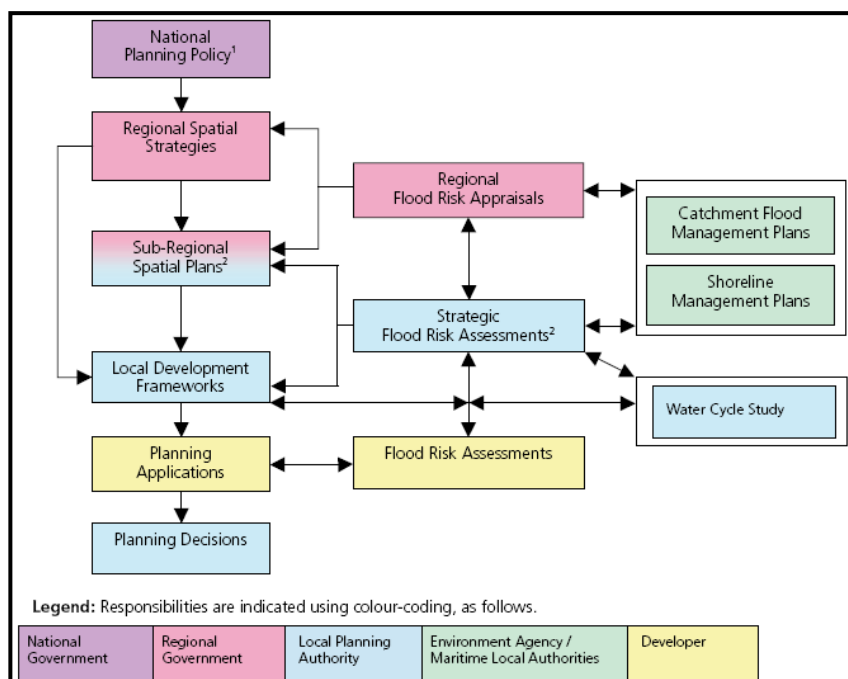 National
Planning Policy¹
Regional Spatial
Strategies
Regional
Flood Risk Appraisals
Catchment Flood
Management Plans
Sub-Regional
Spatial Plans²
Shoreline
Management Plans
Strategic
Flood Risk Assessments²
Local Development
Frameworks
Water Cycle Study
Planning
Applications
Flood Risk Assessments
Planning Decisions
Legend: Responsibilities are indicated using colour-coding, as follows.
National
Government
Regional
Government
Local Planning
Authority
Environment Agency /
Maritime Local Authorities
Developer